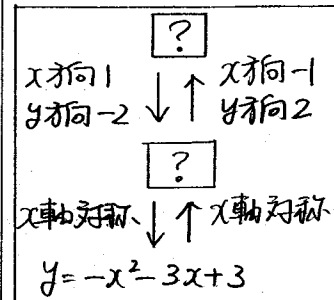 ?
x方向1 ↓ ↑ x方向-1
y方向-2 y方向2
?
x軸対称 ↓ ↑ x軸対称
y=-x²-3x+3